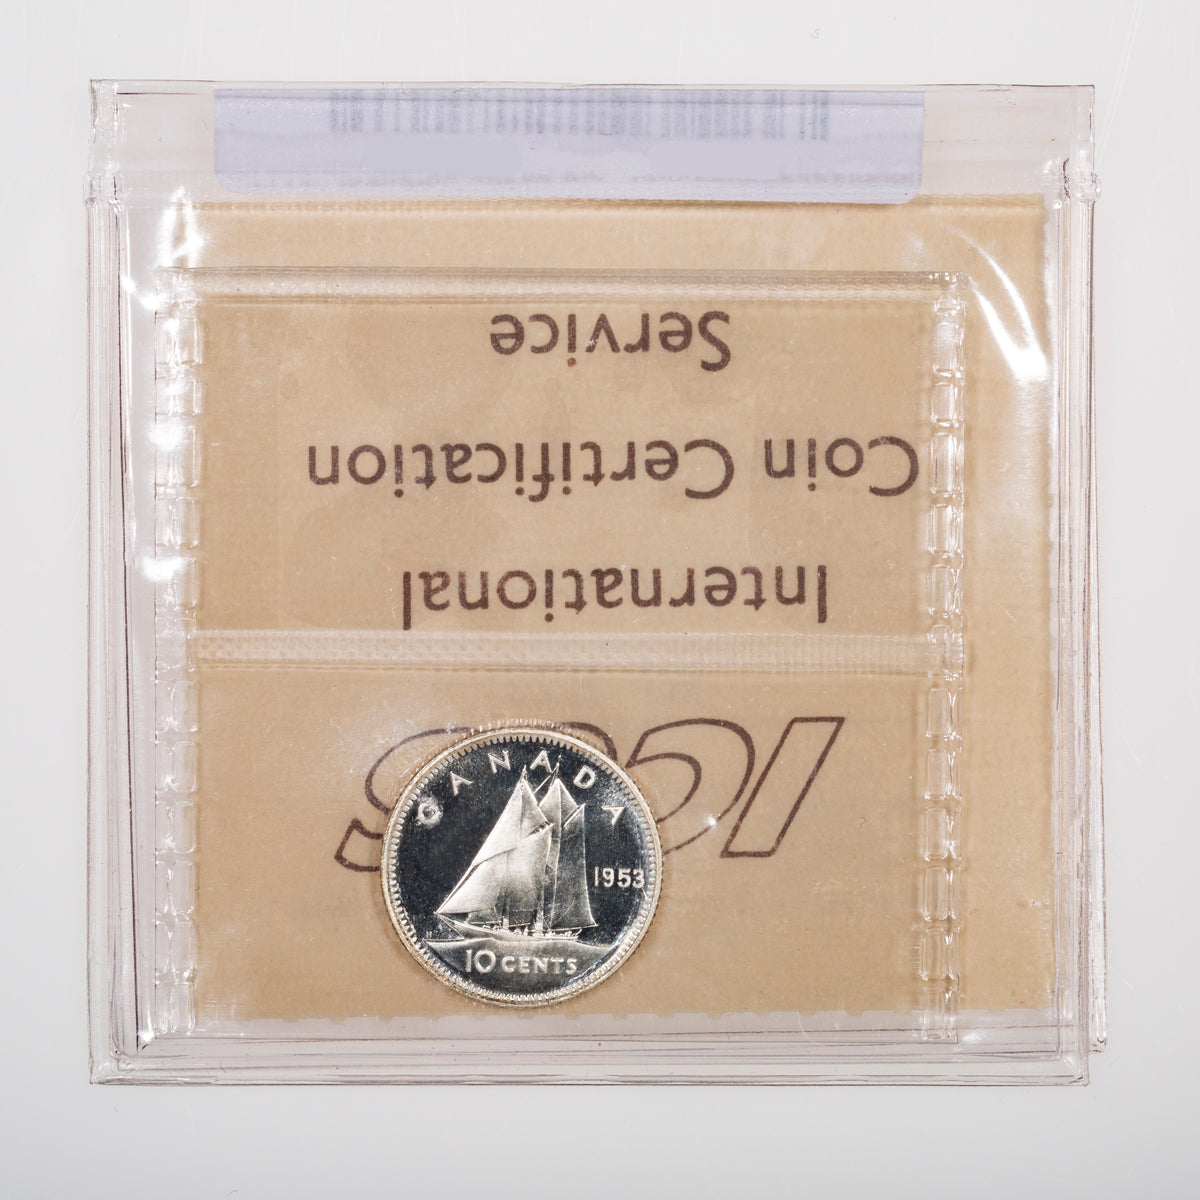 ICCS
International
Coin Certification
Service
CANADA
1953
10 CENTS